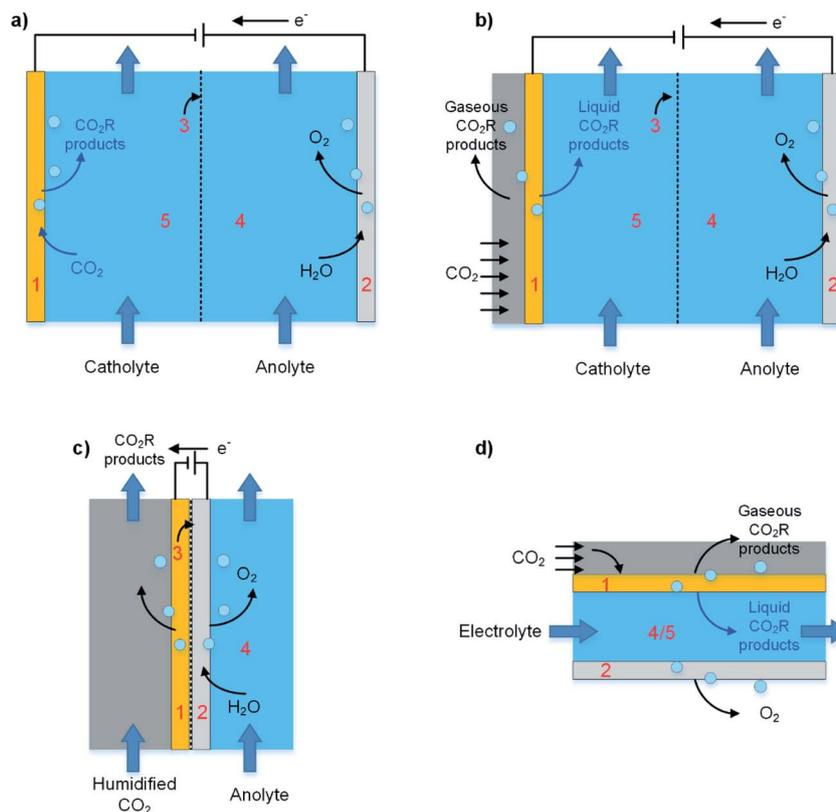 a)
e-
3
CO2R
products
O2
5
4
CO2
H2O
1
2
Catholyte
Anolyte
b)
e-
Gaseous
CO2R
products
Liquid
CO2R
products
3
O2
5
4
CO2
H2O
1
2
Catholyte
Anolyte
c)
CO2R
products
e-
3
O2
4
H2O
1
2
Humidified
CO2
Anolyte
d)
Gaseous
CO2R
products
CO2
1
Electrolyte
4/5
Liquid
CO2R
products
2
O2